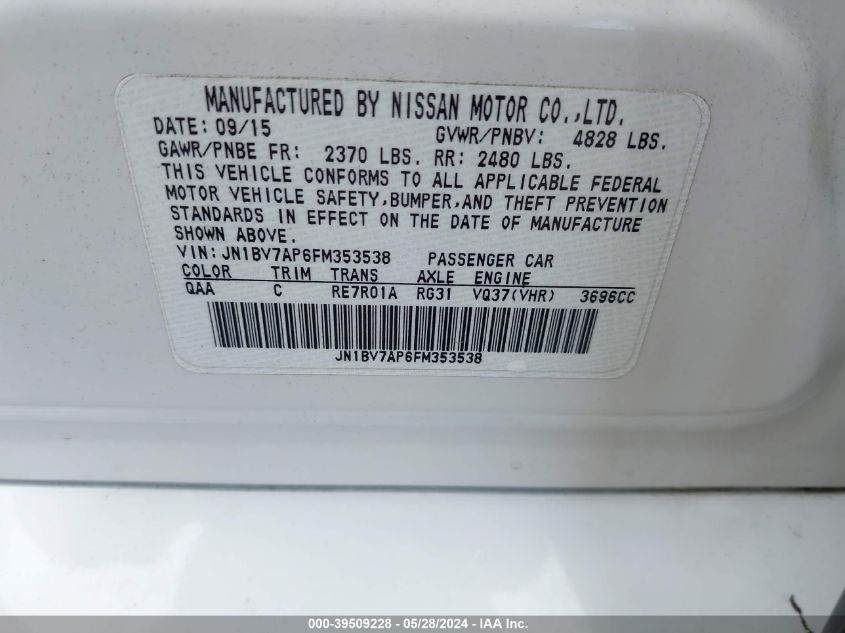 MANUFACTURED BY NISSAN MOTOR CO.,LTD.
DATE: 09/15 GVWR/PNBV: 4828 LBS.
GAWR/PNBE FR: 2370 LBS. RR: 2480 LBS.
THIS VEHICLE CONFORMS TO ALL APPLICABLE FEDERAL
MOTOR VEHICLE SAFETY,BUMPER,AND THEFT PREVENTION
STANDARDS IN EFFECT ON THE DATE OF MANUFACTURE
SHOWN ABOVE.
VIN:JN1BV7AP6FM353538 PASSENGER CAR
COLOR TRIM TRANS AXLE ENGINE
QAA C RE7R01A RG31 VQ37(VHR) 3696CC
JN1BV7AP6FM353538
000-39509228 - 05/28/2024 - IAA Inc.